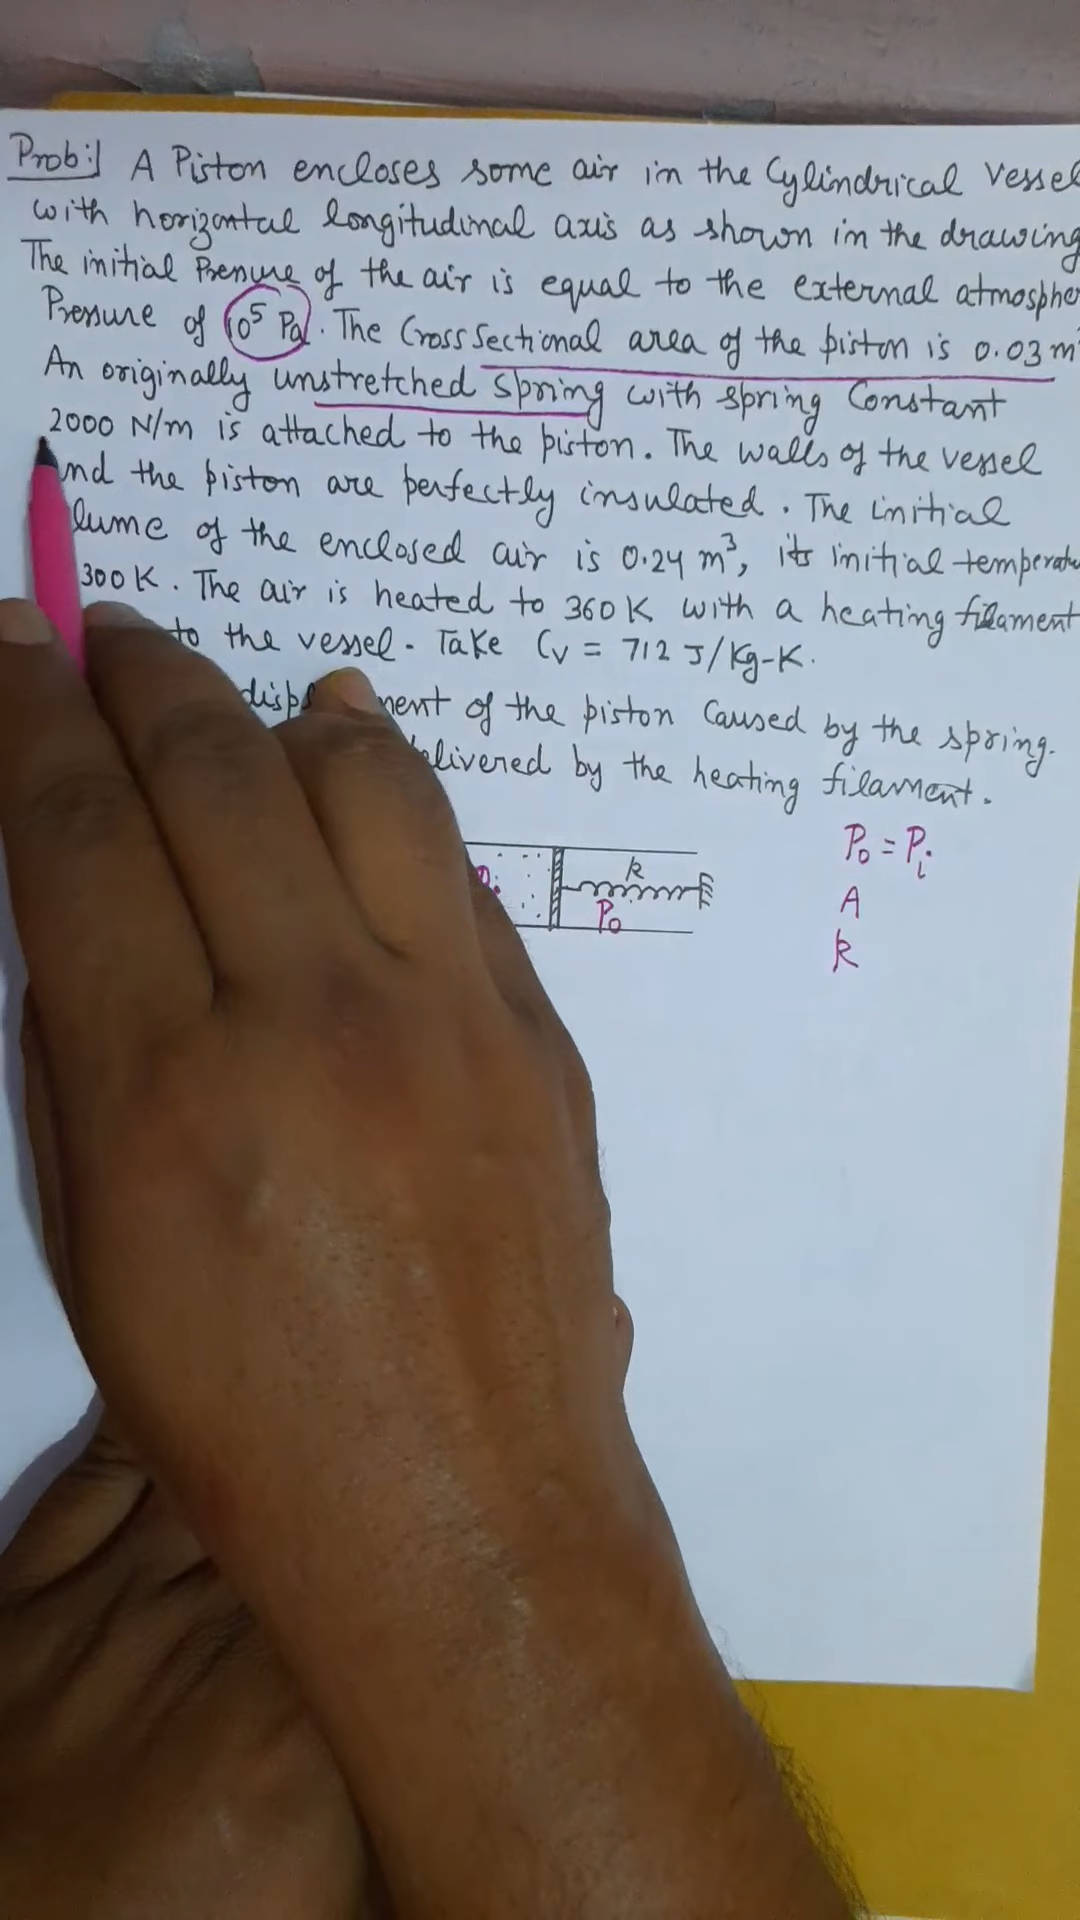 Prob:| A Piston encloses some air in the Cylindrical Vessel
with horizontal longitudinal axis as shown in the drawing
The initial Pressure of the air is equal to the external atmosphe
Pressure of 10⁵ Pa. The Cross sectional area of the piston is 0.03 m
An originally unstretched spring with spring Constant
2000 N/m is attached to the piston. The walls of the vessel
nd the piston are perfectly insulated. The initial
lume of the enclosed air is 0.24 m³, its initial temperatu
300 K. The air is heated to 360 K with a heating filament
to the vessel. Take Cv = 712 J/Kg-K.
disp ment of the piston Caused by the spring.
elivered by the heating filament.
k
P₀
P₀ = Pᵢ
A
k